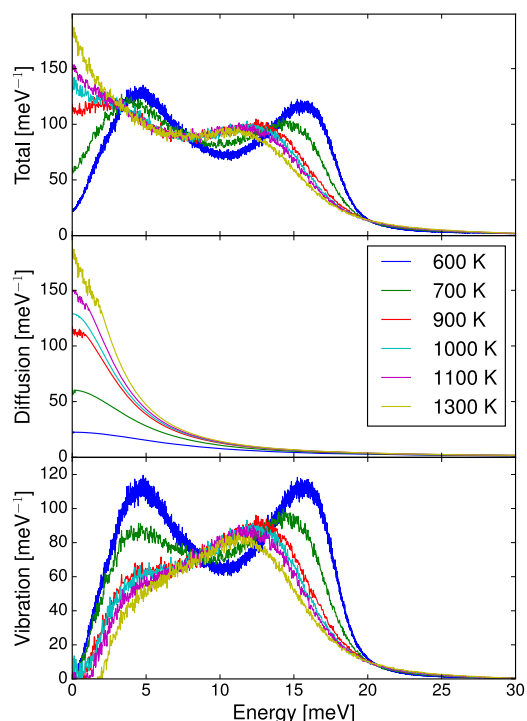 150
100
50
0
Total [meV⁻¹]
150
100
50
0
Diffusion [meV⁻¹]
600 K
700 K
900 K
1000 K
1100 K
1300 K
120
100
80
60
40
20
0
Vibration [meV⁻¹]
0 5 10 15 20 25 30
Energy [meV]